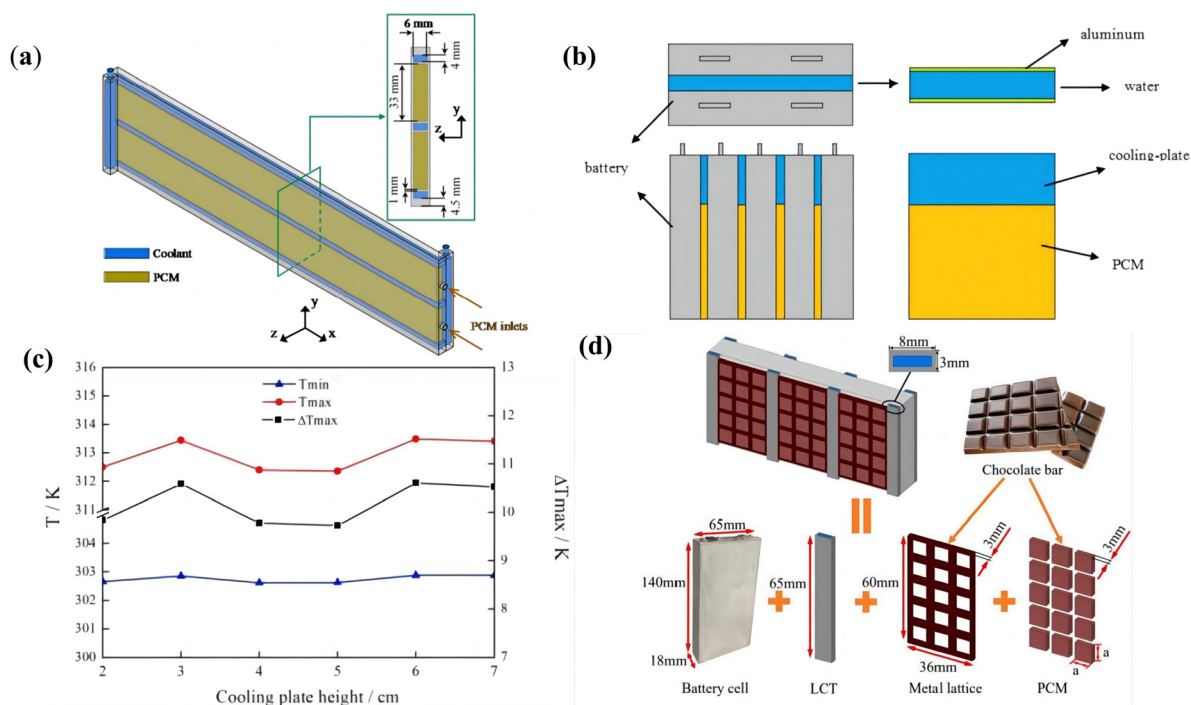 (a)
6 mm
4 mm
33 mm
y
z
1 mm
4.5 mm
Coolant
PCM
y
z
x
PCM inlets
(b)
aluminum
water
battery
cooling-plate
PCM
(c)
316
315
314
313
312
311
304
303
302
301
300
T / K
Tmin
Tmax
ΔTmax
13
12
11
10
9
8
7
ΔTmax / K
2
3
4
5
6
7
Cooling plate height / cm
(d)
8mm
3mm
Chocolate bar
65mm
140mm
18mm
65mm
60mm
3mm
36mm
3mm
a
a
Battery cell
LCT
Metal lattice
PCM